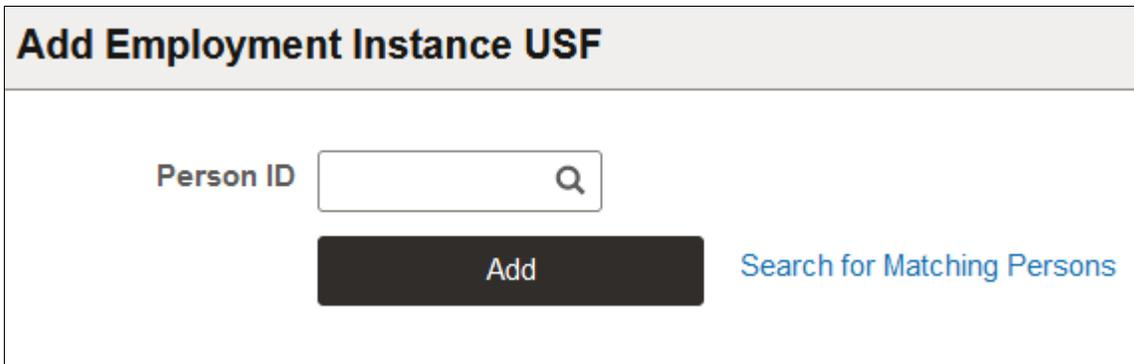 Add Employment Instance USF
Person ID
Add Search for Matching Persons